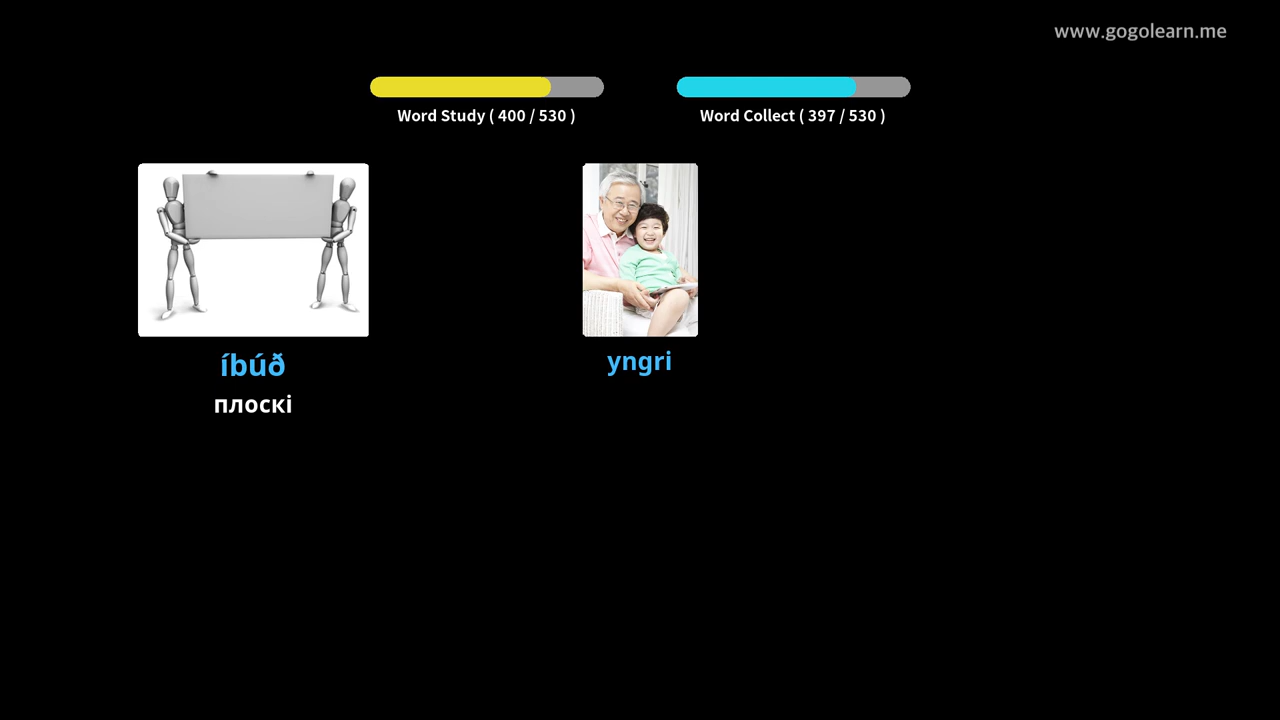 www.gogolearn.me
Word Study ( 400 / 530 )
Word Collect ( 397 / 530 )
íbúð
плоскі
yngri